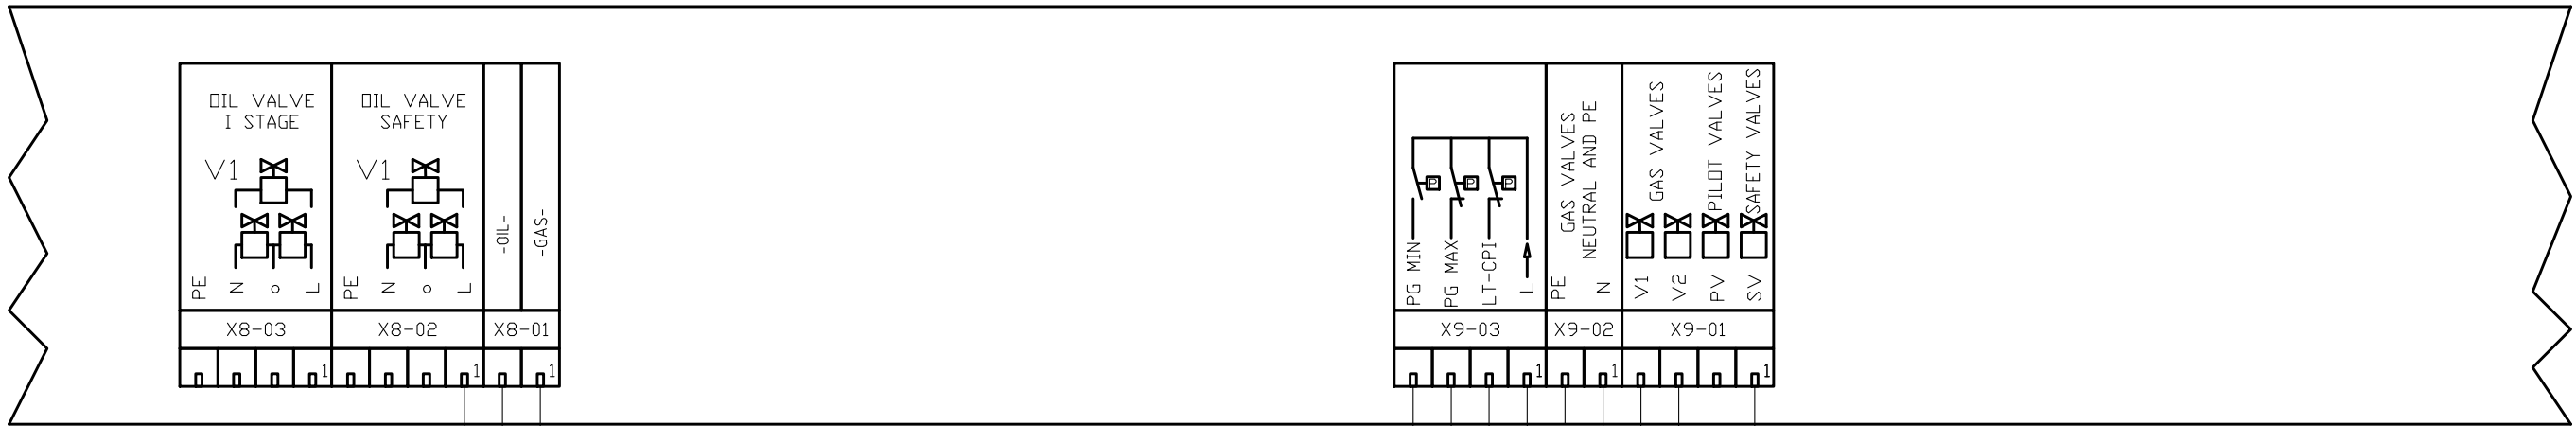 OIL VALVE
I STAGE
V1
PE N o L
X8-03
1
OIL VALVE
SAFETY
V1
PE N o L
X8-02
1
-OIL-
-GAS-
X8-01
1
P P P
PG MIN
PG MAX
LT-CPI
L
X9-03
1
GAS VALVES
NEUTRAL AND PE
PE N
X9-02
1
GAS VALVES
PILOT VALVES
SAFETY VALVES
V1 V2 PV SV
X9-01
1